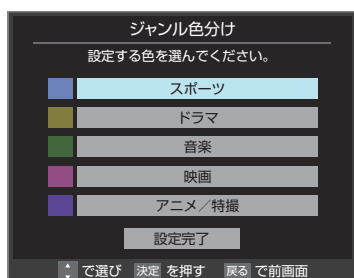 ジャンル色分け
設定する色を選んでください。
スポーツ
ドラマ
音楽
映画
アニメ／特撮
設定完了
で選び 決定 を押す 戻る で前画面